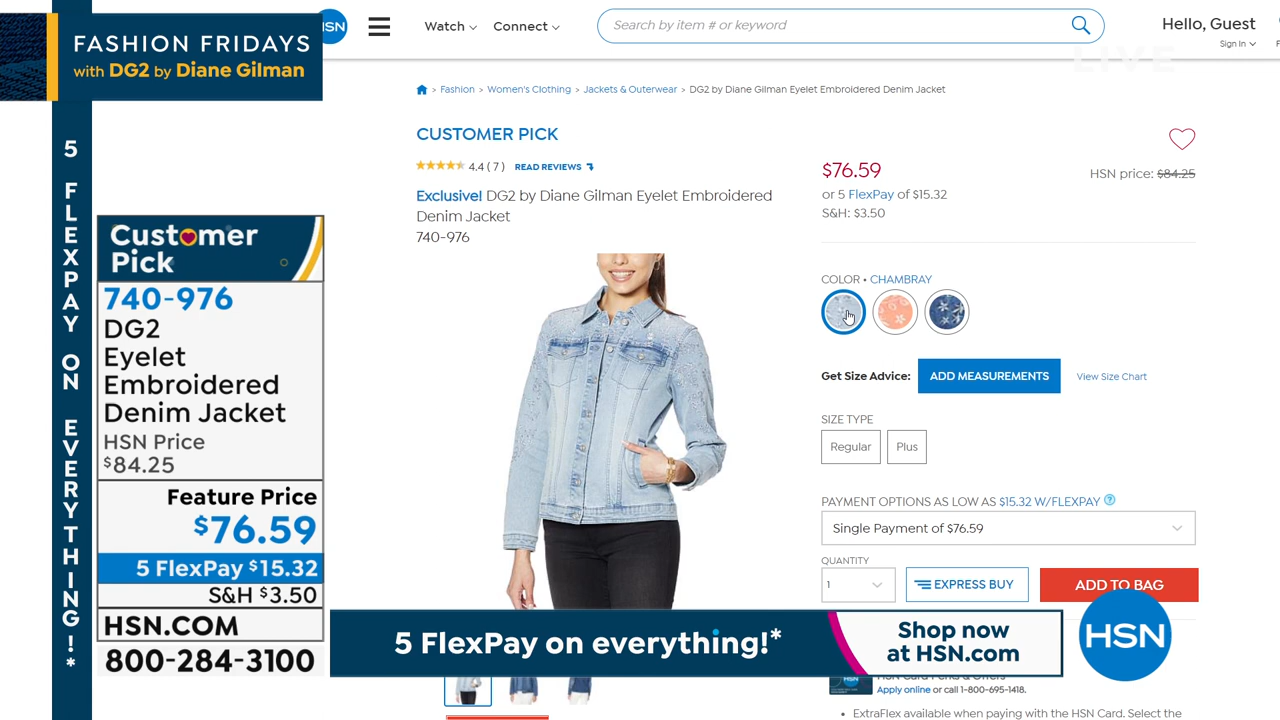 FASHION FRIDAYS
with DG2 by Diane Gilman
5 FLEXPAY ON EVERYTHING!*
Customer
Pick
740-976
DG2
Eyelet
Embroidered
Denim Jacket
HSN Price
$84.25
Feature Price
$76.59
5 FlexPay $15.32
S&H $3.50
HSN.COM
800-284-3100
HSN
Watch
Connect
Search by item # or keyword
Hello, Guest
Sign In
LIVE
> Fashion > Women's Clothing > Jackets & Outerwear > DG2 by Diane Gilman Eyelet Embroidered Denim Jacket
CUSTOMER PICK
4.4 ( 7 ) READ REVIEWS
Exclusive! DG2 by Diane Gilman Eyelet Embroidered
Denim Jacket
740-976
$76.59
HSN price: $84.25
or 5 FlexPay of $15.32
S&H: $3.50
COLOR • CHAMBRAY
Get Size Advice: ADD MEASUREMENTS View Size Chart
SIZE TYPE
Regular Plus
PAYMENT OPTIONS AS LOW AS $15.32 W/FLEXPAY ?
Single Payment of $76.59
QUANTITY
1
EXPRESS BUY
ADD TO BAG
5 FlexPay on everything!*
Shop now
at HSN.com
HSN
Apply online or call 1-800-695-1418.
• ExtraFlex available when paying with the HSN Card. Select the